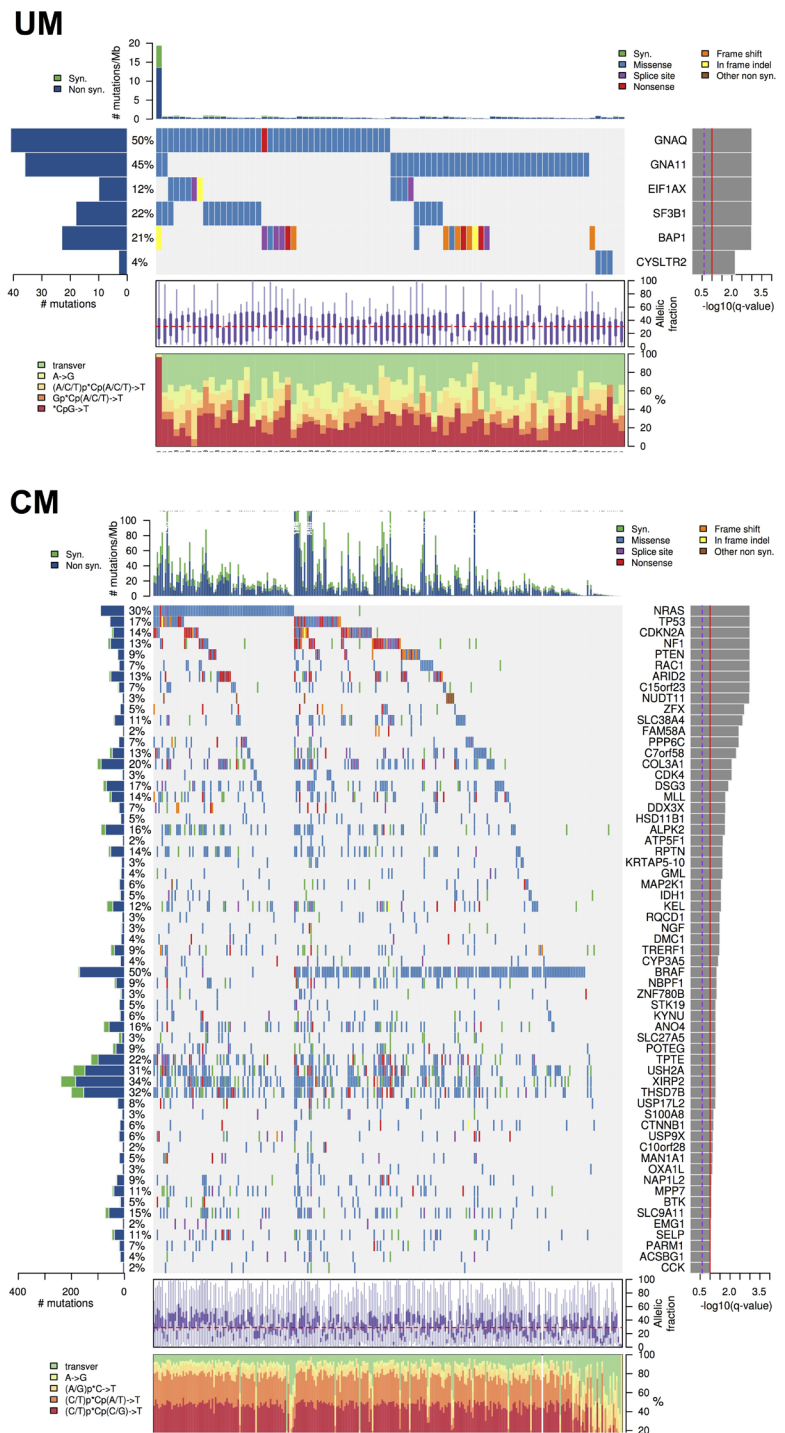 UM
# mutations/Mb
20
15
10
5
0
Syn.
Non syn.
Syn.
Missense
Splice site
Nonsense
Frame shift
In frame indel
Other non syn.
50% GNAQ
45% GNA11
12% EIF1AX
22% SF3B1
21% BAP1
4% CYSLTR2
40 20 0
# mutations
0.5 2.0 3.5
-log10(q-value)
100
80
60
40
20
0
Allelic
fraction
transver
A->G
(A/C/T)p*Cp(A/C/T)->T
Gp*Cp(A/C/T)->T
*CpG->T
100
80
60
40
20
0
%
CM
# mutations/Mb
100
80
60
40
20
0
Syn.
Non syn.
Syn.
Missense
Splice site
Nonsense
Frame shift
In frame indel
Other non syn.
30% NRAS
17% TP53
14% CDKN2A
13% NF1
9% PTEN
7% RAC1
13% ARID2
7% C15orf23
3% NUDT11
5% ZFX
11% SLC38A4
2% FAM58A
7% PPP6C
13% C7orf58
20% COL3A1
3% CDK4
17% DSG3
14% MLL
7% DDX3X
5% HSD11B1
16% ALPK2
2% ATP5F1
14% RPTN
3% KRTAP5-10
4% GML
6% MAP2K1
5% IDH1
12% KEL
3% RQCD1
3% NGF
4% DMC1
9% TRERF1
4% CYP3A5
50% BRAF
9% NBPF1
3% ZNF780B
5% STK19
6% KYNU
16% ANO4
3% SLC27A5
9% POTEG
22% TPTE
31% USH2A
34% XIRP2
32% THSD7B
8% USP17L2
3% S100A8
6% CTNNB1
6% USP9X
2% C10orf28
5% MAN1A1
3% OXA1L
9% NAP1L2
11% MPP7
5% BTK
15% SLC9A11
2% EMG1
11% SELP
7% PARM1
4% ACSBG1
2% CCK
400 200 0
# mutations
0.5 2.0 3.5
-log10(q-value)
100
80
60
40
20
0
Allelic
fraction
transver
A->G
(A/G)p*C->T
(C/T)p*Cp(A/T)->T
(C/T)p*Cp(C/G)->T
100
80
60
40
20
%